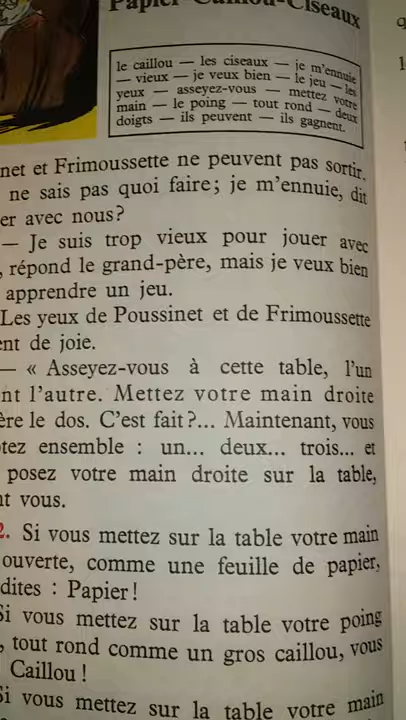 Papier-Caillou-Ciseaux
le caillou — les ciseaux — je m'ennuie
— vieux — je veux bien — le jeu — les
yeux — asseyez-vous — mettez votre
main — le poing — tout rond — deux
doigts — ils peuvent — ils gagnent.
net et Frimoussette ne peuvent pas sortir.
ne sais pas quoi faire; je m'ennuie, dit
er avec nous?
— Je suis trop vieux pour jouer avec
, répond le grand-père, mais je veux bien
apprendre un jeu.
Les yeux de Poussinet et de Frimoussette
ent de joie.
— « Asseyez-vous à cette table, l'un
nt l'autre. Mettez votre main droite
ère le dos. C'est fait?... Maintenant, vous
tez ensemble : un... deux... trois... et
posez votre main droite sur la table,
nt vous.
2. Si vous mettez sur la table votre main
ouverte, comme une feuille de papier,
dites : Papier!
Si vous mettez sur la table votre poing
, tout rond comme un gros caillou, vous
Caillou!
Si vous mettez sur la table votre main